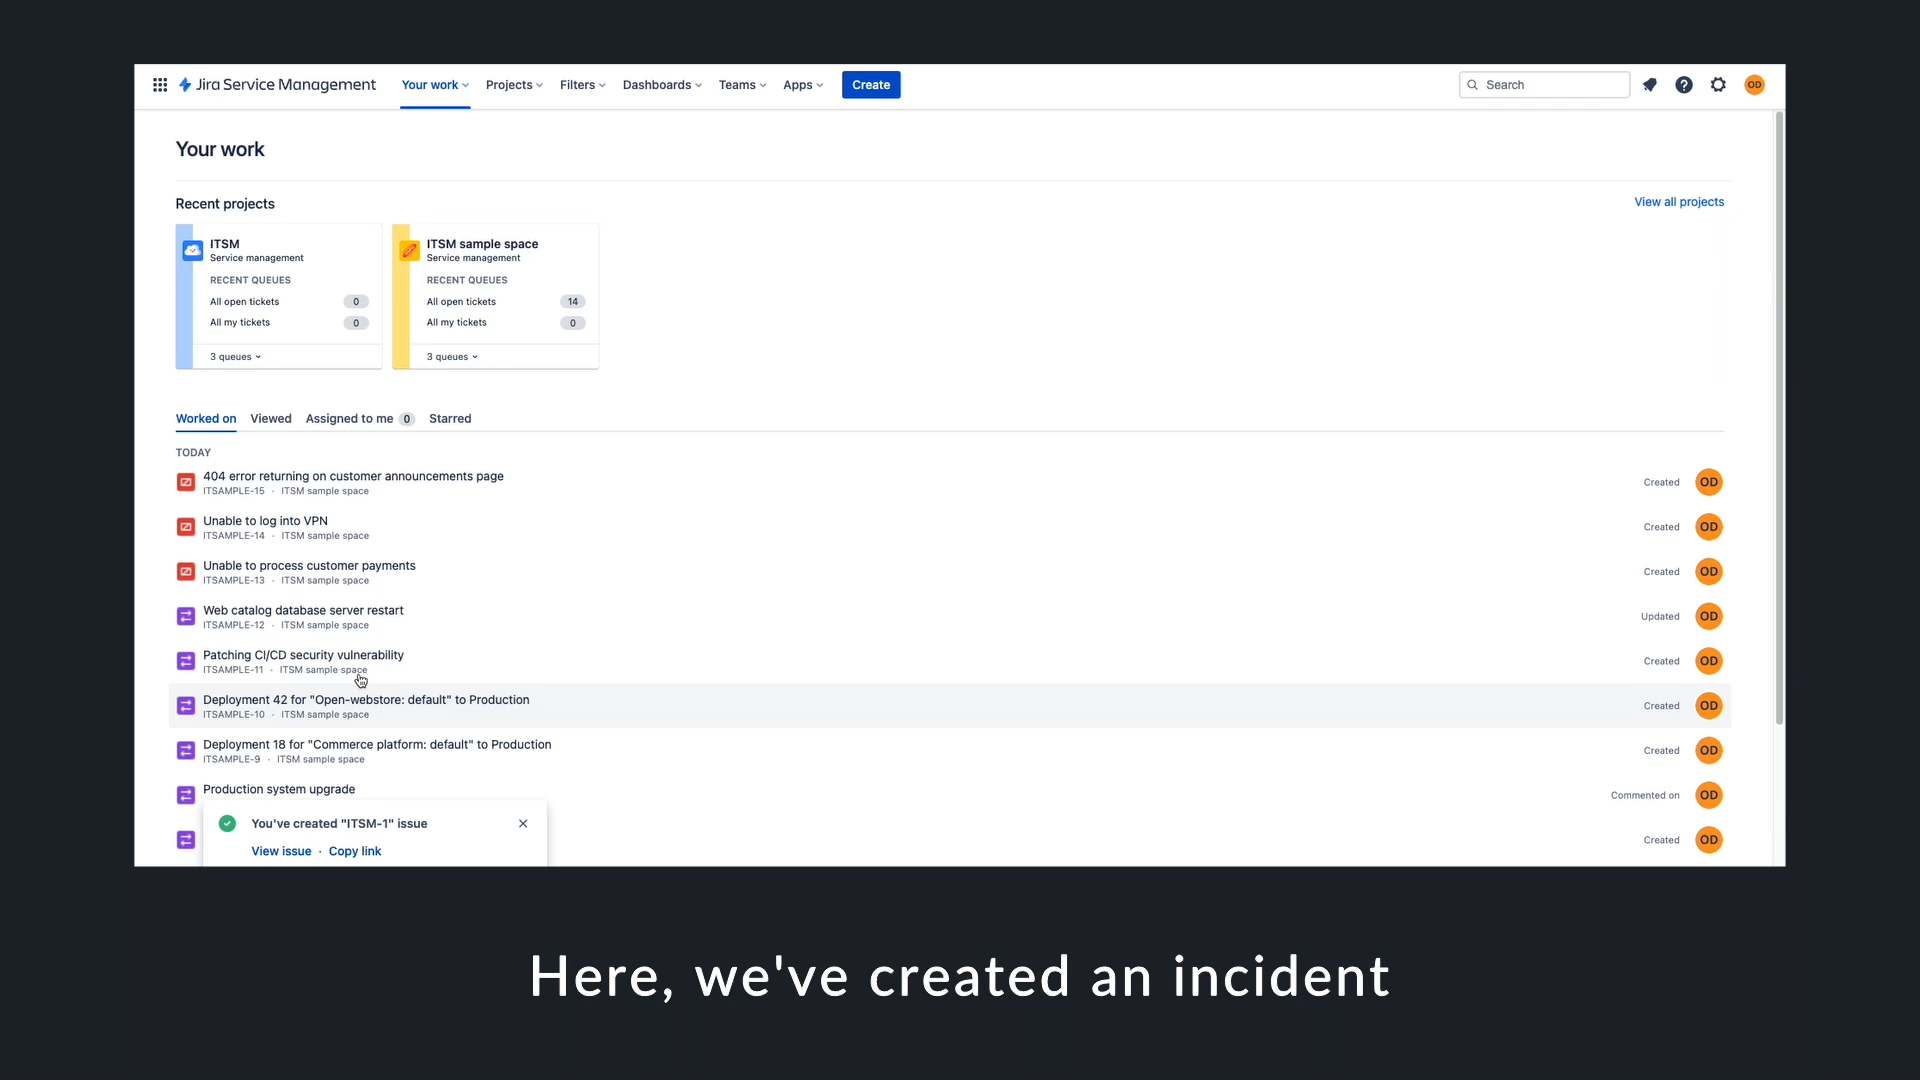 Jira Service Management Your work Projects Filters Dashboards Teams Apps Create Search OD
Your work
Recent projects View all projects
ITSM
Service management
RECENT QUEUES
All open tickets 0
All my tickets 0
3 queues
ITSM sample space
Service management
RECENT QUEUES
All open tickets 14
All my tickets 0
3 queues
Worked on Viewed Assigned to me 0 Starred
TODAY
404 error returning on customer announcements page
ITSAMPLE-15 · ITSM sample space
Created OD
Unable to log into VPN
ITSAMPLE-14 · ITSM sample space
Created OD
Unable to process customer payments
ITSAMPLE-13 · ITSM sample space
Created OD
Web catalog database server restart
ITSAMPLE-12 · ITSM sample space
Updated OD
Patching CI/CD security vulnerability
ITSAMPLE-11 · ITSM sample space
Created OD
Deployment 42 for "Open-webstore: default" to Production
ITSAMPLE-10 · ITSM sample space
Created OD
Deployment 18 for "Commerce platform: default" to Production
ITSAMPLE-9 · ITSM sample space
Created OD
Production system upgrade
Commented on OD
You've created "ITSM-1" issue
View issue · Copy link
Created OD
Here, we've created an incident